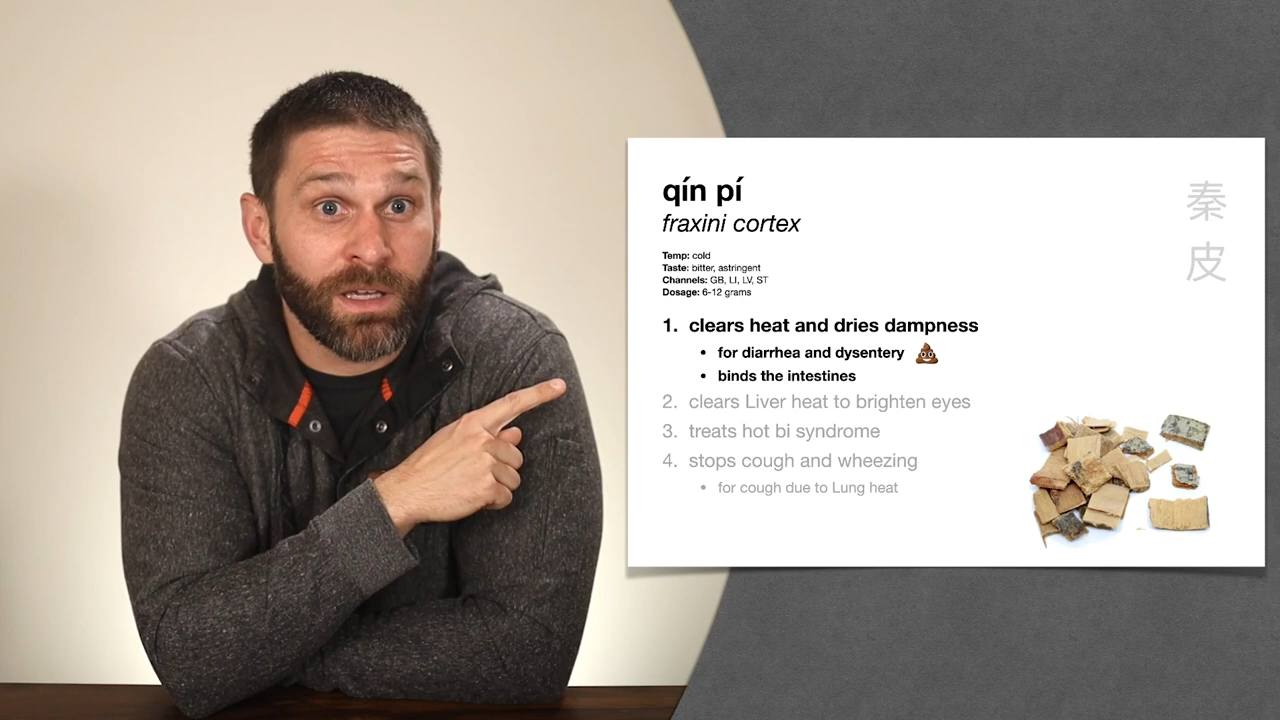 qín pí
fraxini cortex
秦
皮
Temp: cold
Taste: bitter, astringent
Channels: GB, LI, LV, ST
Dosage: 6-12 grams
1. clears heat and dries dampness
• for diarrhea and dysentery 💩
• binds the intestines
2. clears Liver heat to brighten eyes
3. treats hot bi syndrome
4. stops cough and wheezing
• for cough due to Lung heat